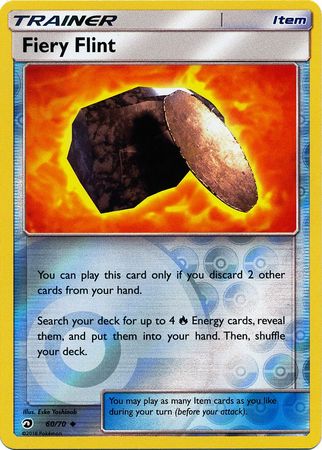 TRAINER Item
Fiery Flint
You can play this card only if you discard 2 other
cards from your hand.
Search your deck for up to 4 Energy cards, reveal
them, and put them into your hand. Then, shuffle
your deck.
Illus. Eske Yoshinob
60/70
©2018 Pokémon
You may play as many Item cards as you like
during your turn (before your attack).